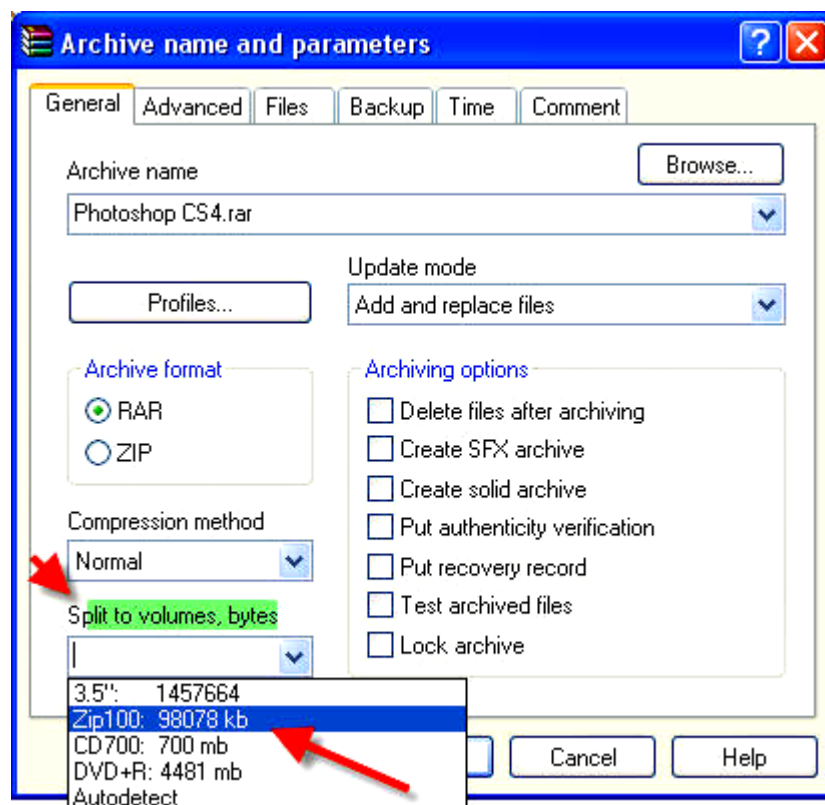 Archive name and parameters
General Advanced Files Backup Time Comment
Archive name
Browse...
Photoshop CS4.rar
Update mode
Profiles...
Add and replace files
Archive format
RAR
ZIP
Archiving options
Delete files after archiving
Create SFX archive
Create solid archive
Put authenticity verification
Put recovery record
Test archived files
Lock archive
Compression method
Normal
Split to volumes, bytes
3.5": 1457664
Zip100: 98078 kb
CD700: 700 mb
DVD+R: 4481 mb
Autodetect
Cancel Help